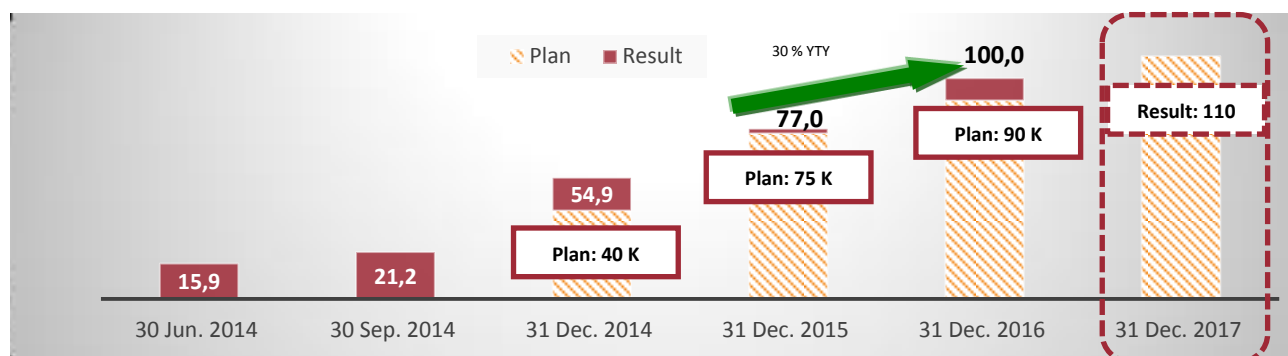 Plan Result
30 % YTY
100,0
77,0
Plan: 90 K
Result: 110
Plan: 75 K
54,9
Plan: 40 K
15,9
21,2
30 Jun. 2014
30 Sep. 2014
31 Dec. 2014
31 Dec. 2015
31 Dec. 2016
31 Dec. 2017